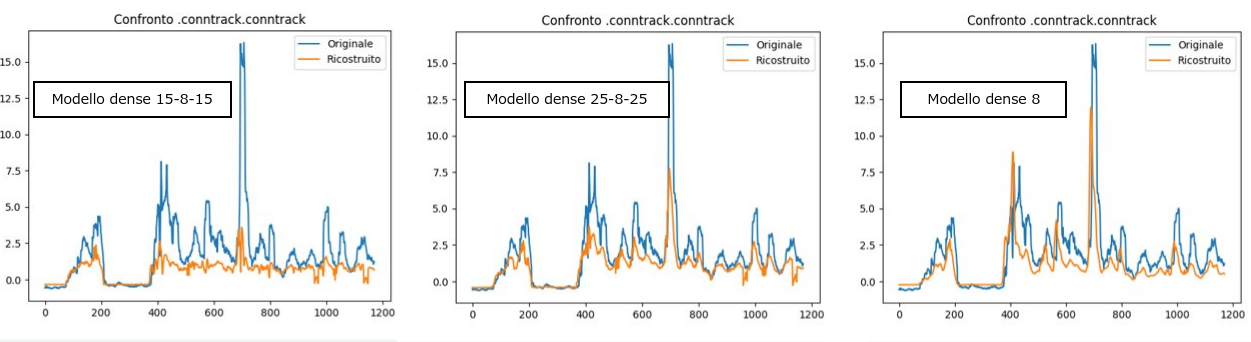 Confronto .conntrack.conntrack
Originale
Ricostruito
Modello dense 15-8-15
15.0
12.5
10.0
7.5
5.0
2.5
0.0
0 200 400 600 800 1000 1200
Confronto .conntrack.conntrack
Originale
Ricostruito
Modello dense 25-8-25
15.0
12.5
10.0
7.5
5.0
2.5
0.0
0 200 400 600 800 1000 1200
Confronto .conntrack.conntrack
Originale
Ricostruito
Modello dense 8
15.0
12.5
10.0
7.5
5.0
2.5
0.0
0 200 400 600 800 1000 1200